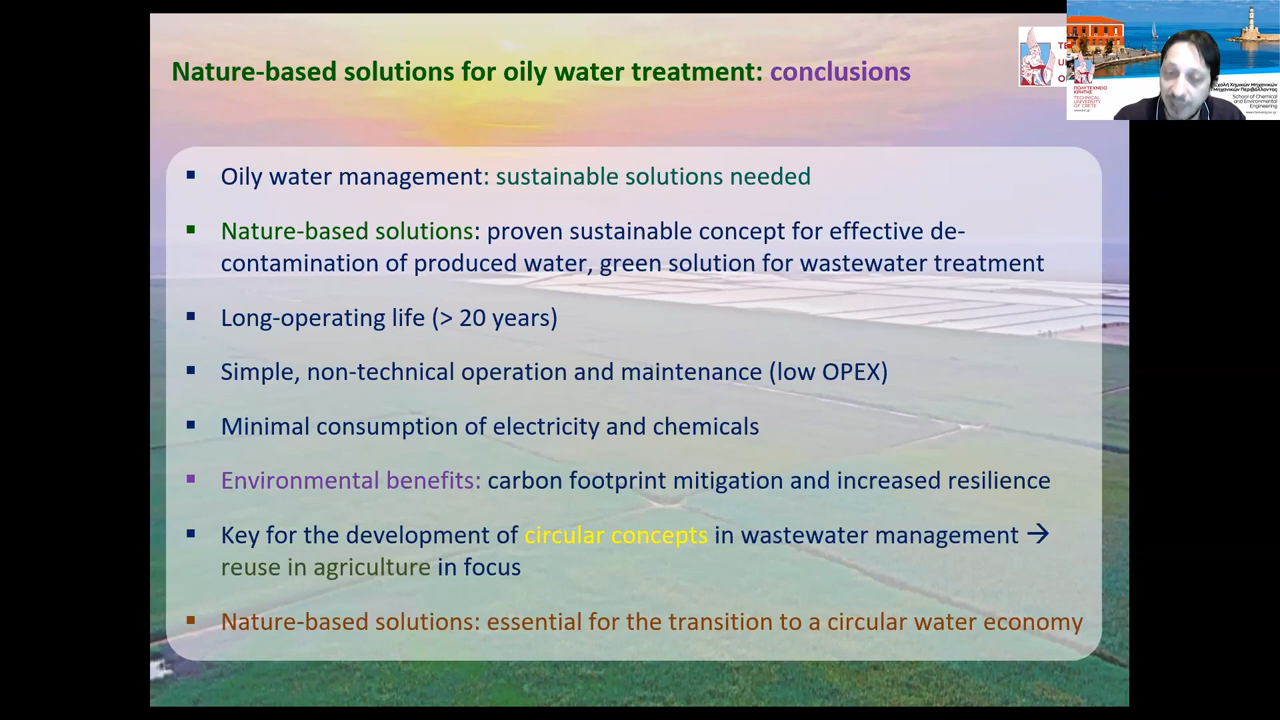 Nature-based solutions for oily water treatment: conclusions
▪ Oily water management: sustainable solutions needed
▪ Nature-based solutions: proven sustainable concept for effective de-
contamination of produced water, green solution for wastewater treatment
▪ Long-operating life (> 20 years)
▪ Simple, non-technical operation and maintenance (low OPEX)
▪ Minimal consumption of electricity and chemicals
▪ Environmental benefits: carbon footprint mitigation and increased resilience
▪ Key for the development of circular concepts in wastewater management →
reuse in agriculture in focus
▪ Nature-based solutions: essential for the transition to a circular water economy
ΠΟΛΥΤΕΧΝΕΙΟ
ΚΡΗΤΗΣ
TECHNICAL
UNIVERSITY
OF CRETE
School of Chemical
and Environmental
Engineering